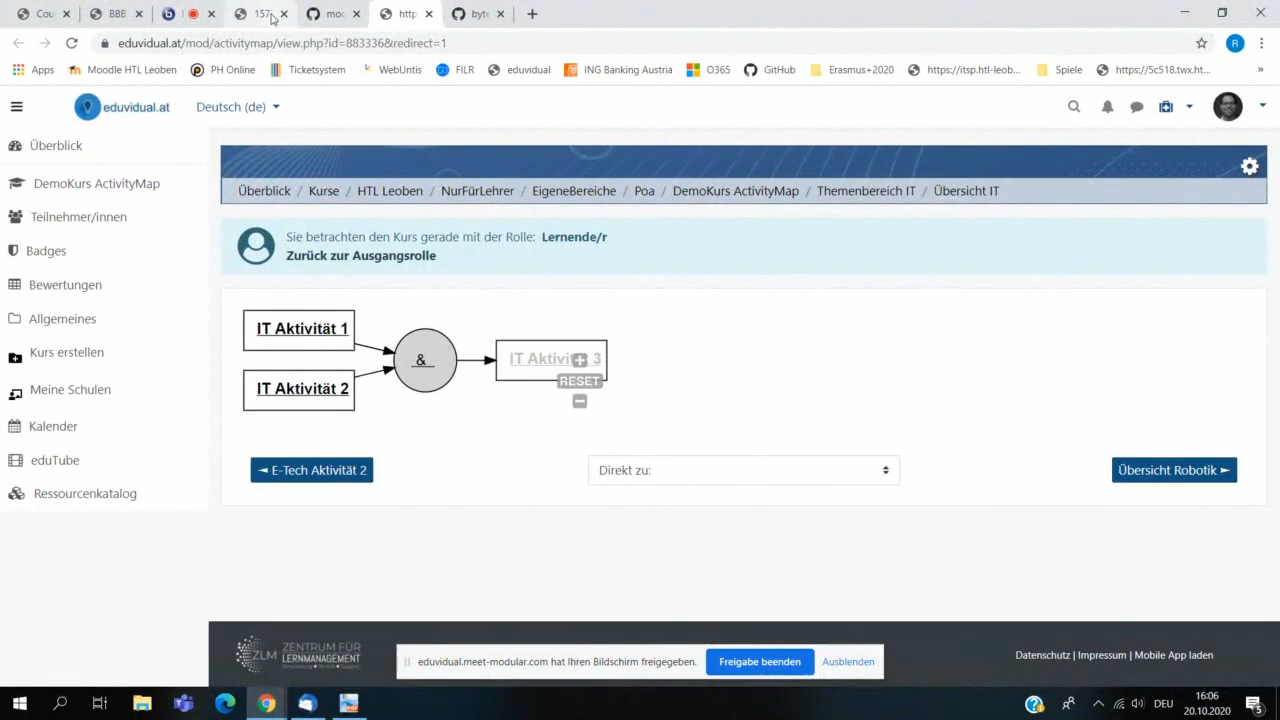 Cou
BBB
157
moc
http
byte
eduvidual.at/mod/activitymap/view.php?id=883336&redirect=1
R
Apps
Moodle HTL Leoben
PH Online
Ticketsystem
WebUntis
FILR
eduvidual
ING Banking Austria
O365
GitHub
Erasmus+2020
https://itsp.htl-leob...
Spiele
https://5c518.twx.ht...
»
eduvidual.at
Deutsch (de)
Überblick
DemoKurs ActivityMap
Teilnehmer/innen
Badges
Bewertungen
Allgemeines
Kurs erstellen
Meine Schulen
Kalender
eduTube
Ressourcenkatalog
Überblick / Kurse / HTL Leoben / NurFürLehrer / EigeneBereiche / Poa / DemoKurs ActivityMap / Themenbereich IT / Übersicht IT
Sie betrachten den Kurs gerade mit der Rolle: Lernende/r
Zurück zur Ausgangsrolle
IT Aktivität 1
IT Aktivität 2
&
IT Aktivität 3
RESET
◄ E-Tech Aktivität 2
Direkt zu:
Übersicht Robotik ►
ZLM
ZENTRUM FÜR
LERNMANAGEMENT
eduvidual.meet-modular.com hat Ihren Bildschirm freigegeben.
Freigabe beenden
Ausblenden
Datenschutz | Impressum | Mobile App laden
DEU
16:06
20.10.2020
5